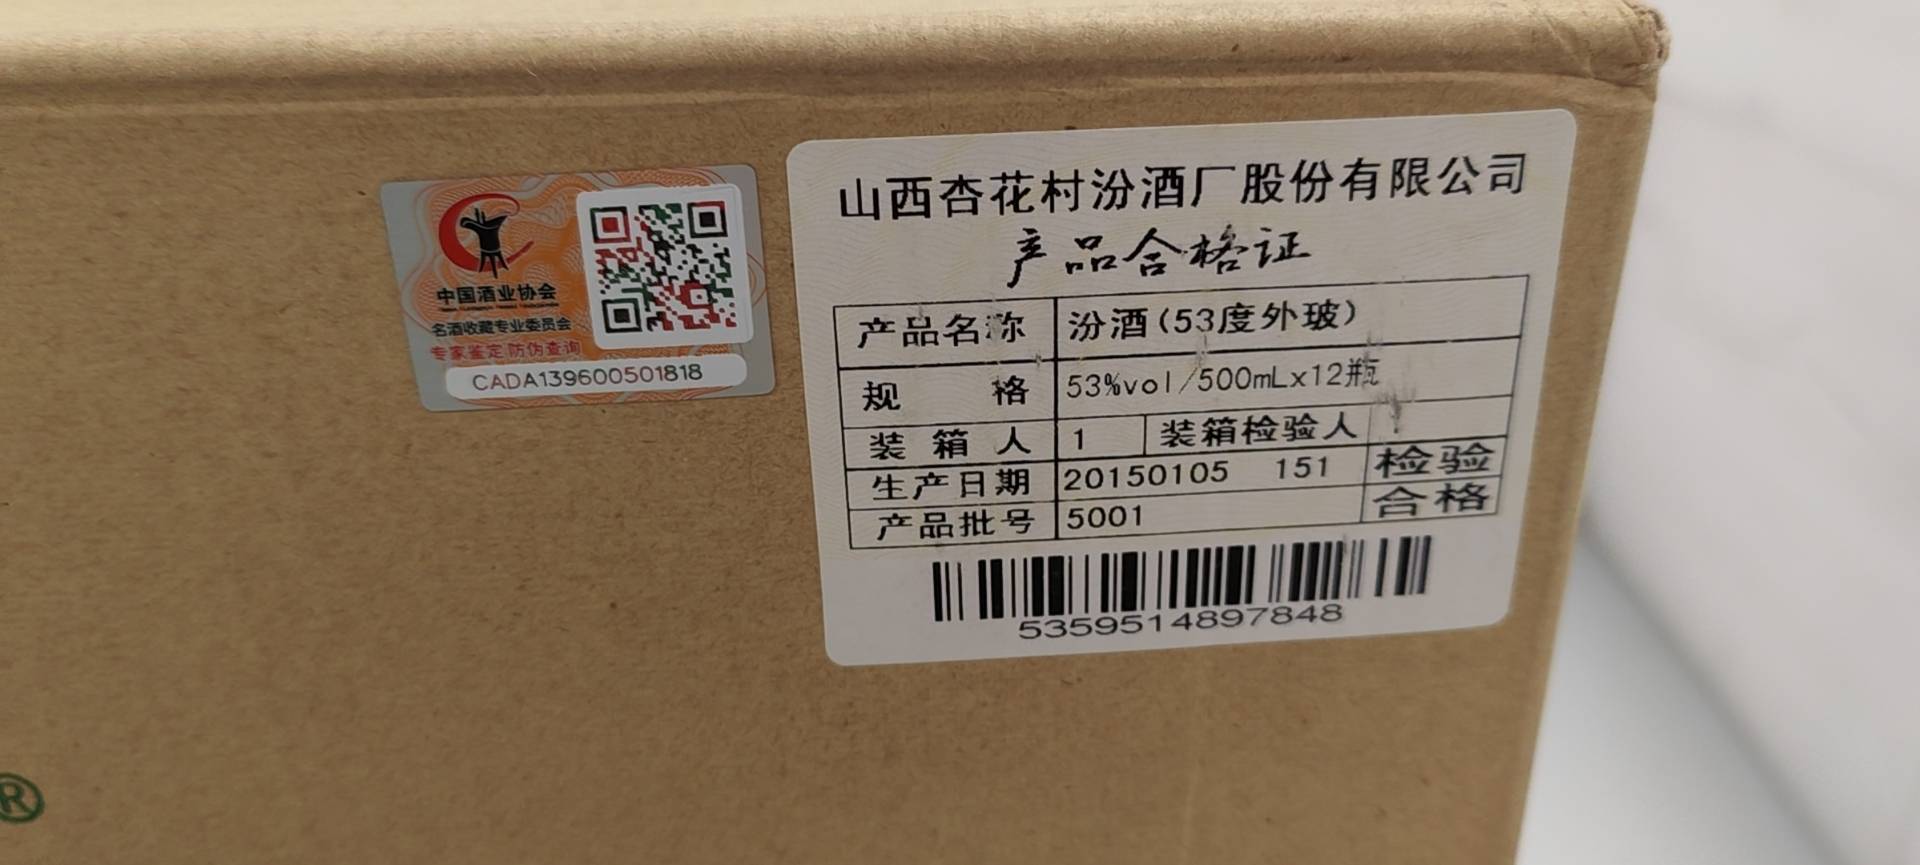 中国酒业协会
名酒收藏专业委员会
专家鉴定 防伪查询
CADA139600501818
山西杏花村汾酒厂股份有限公司
产品合格证
产品名称 汾酒(53度外玻)
规 格 53%vol/500mLx12瓶
装 箱 人 1 装箱检验人
生产日期 20150105 151 检验
产品批号 5001 合格
5359514897848
®